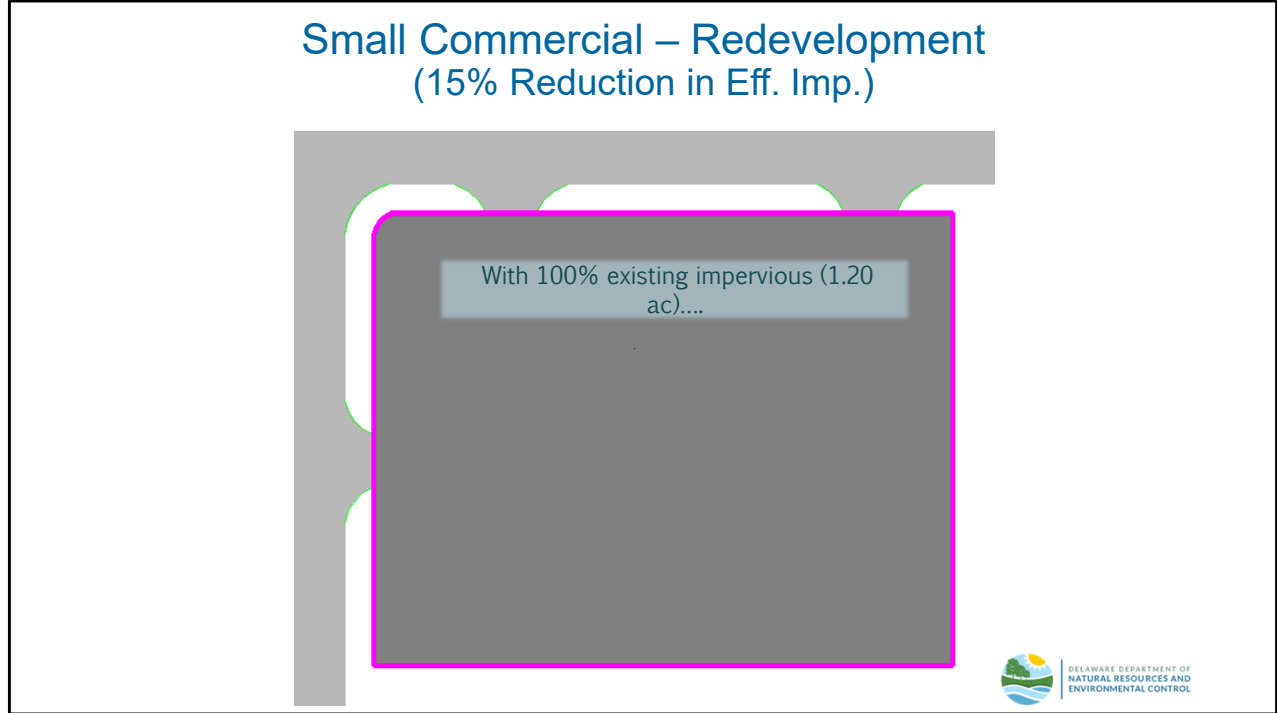 Small Commercial – Redevelopment
(15% Reduction in Eff. Imp.)
With 100% existing impervious (1.20
ac)....
DELAWARE DEPARTMENT OF
NATURAL RESOURCES AND
ENVIRONMENTAL CONTROL